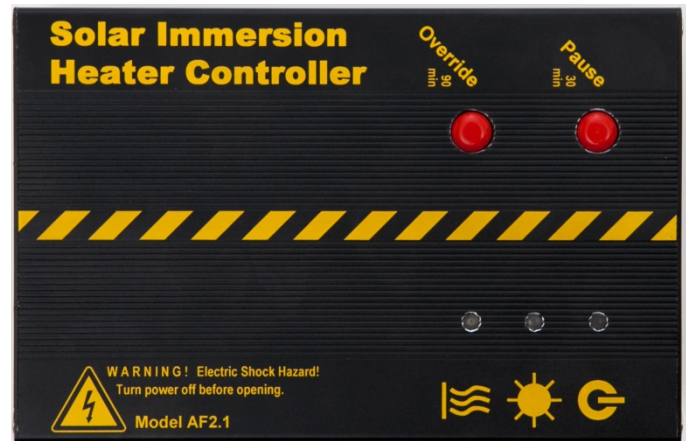 Solar Immersion
Heater Controller
Override
90
min
Pause
30
min
WARNING! Electric Shock Hazard!
Turn power off before opening.
Model AF2.1